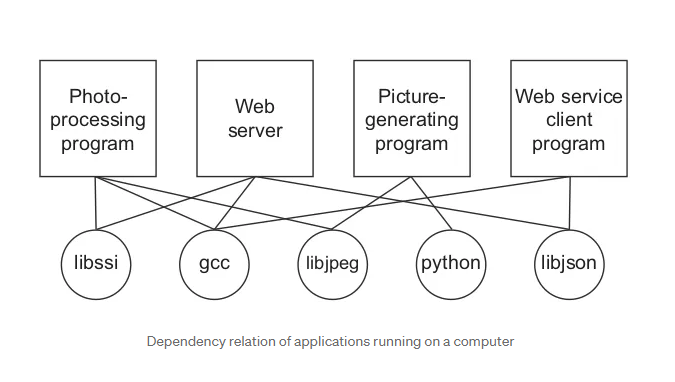 Photo-
processing
program
Web
server
Picture-
generating
program
Web service
client
program
libssi
gcc
libjpeg
python
libjson
Dependency relation of applications running on a computer